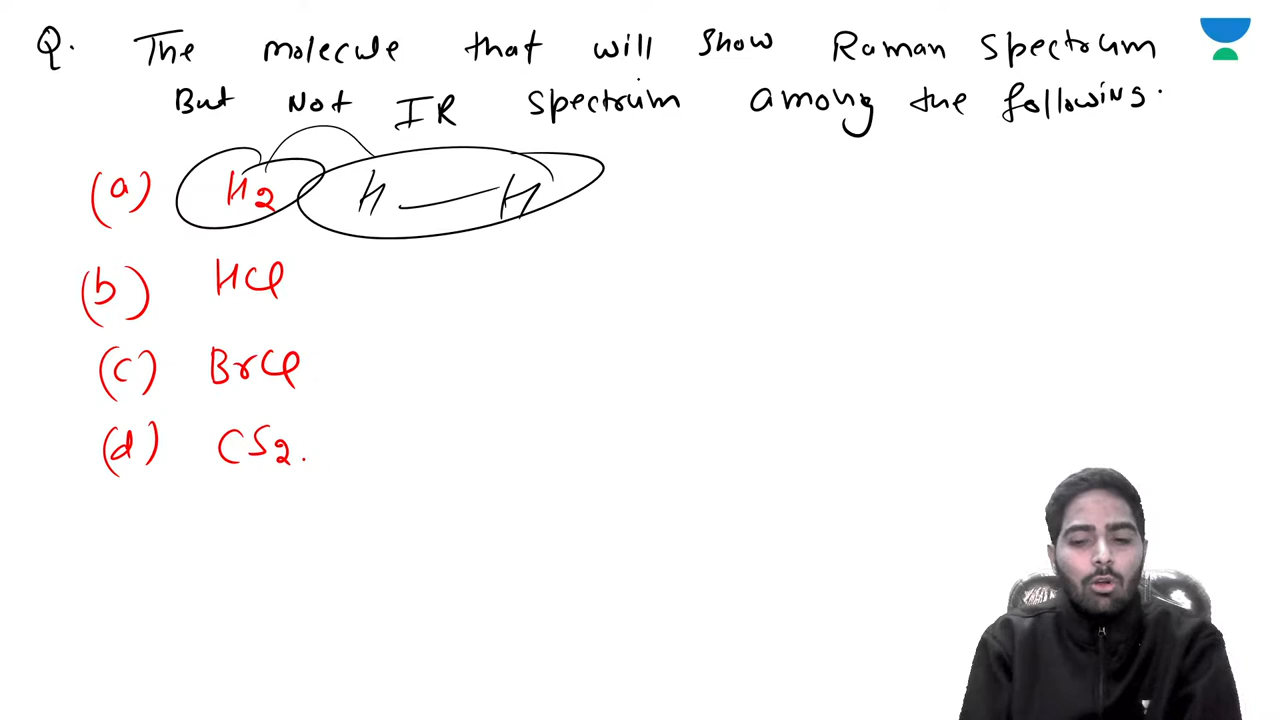 Q. The molecule that will show Raman spectrum
But Not IR spectrum among the following.
(a) H2 H — H
(b) HCl
(c) BrCl
(d) CS2.